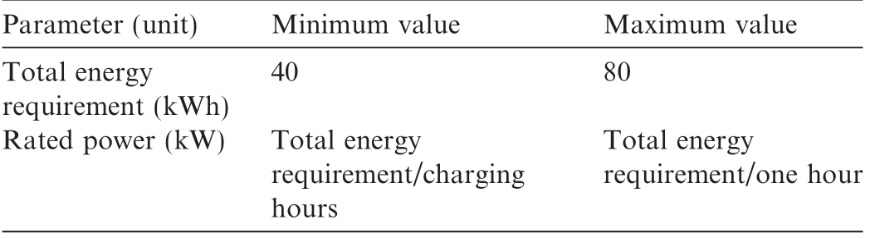 Parameter (unit) Minimum value Maximum value
Total energy requirement (kWh) 40 80
Rated power (kW) Total energy requirement/charging hours Total energy requirement/one hour